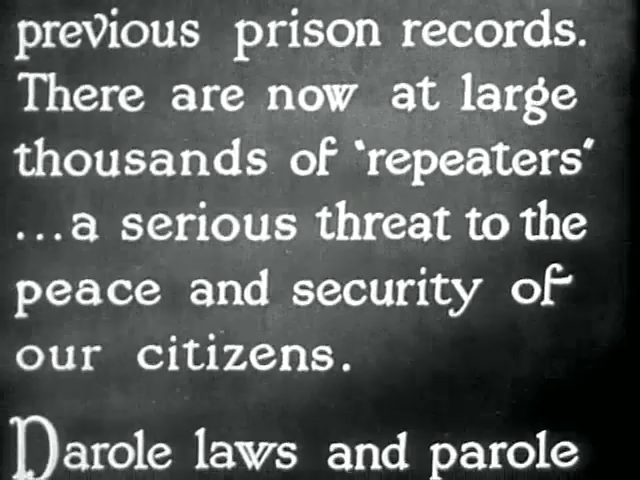 previous prison records.
There are now at large
thousands of 'repeaters'
...a serious threat to the
peace and security of
our citizens.
Parole laws and parole